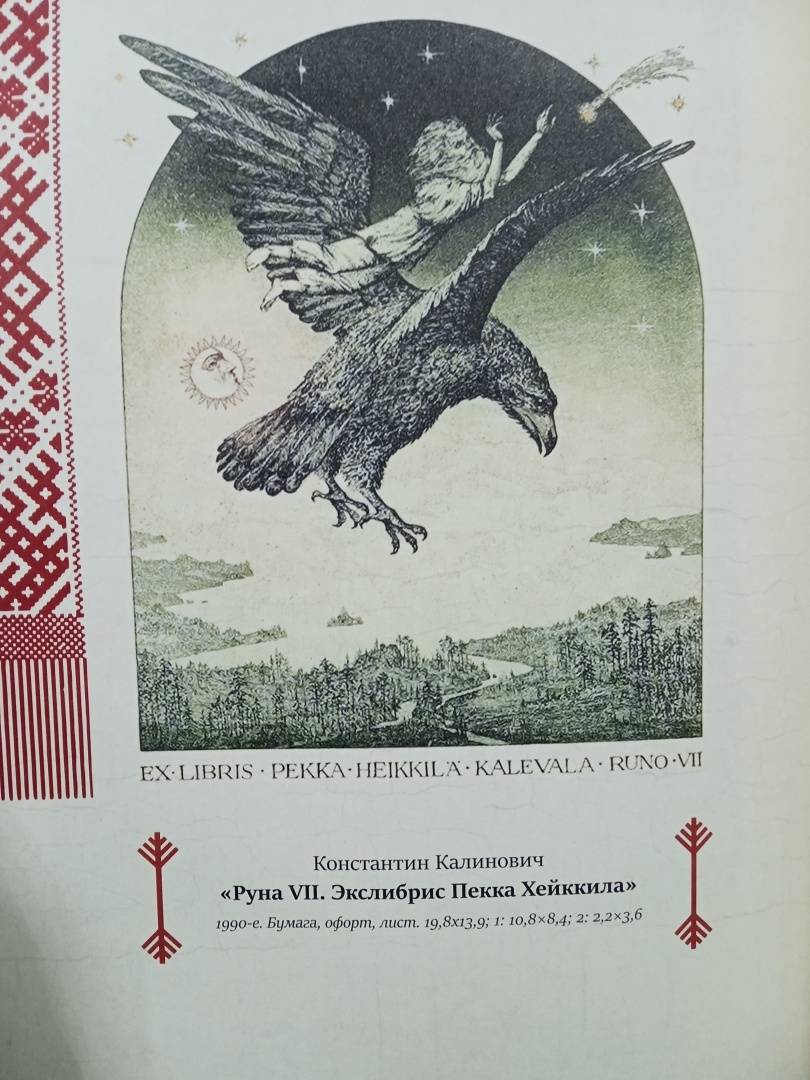 EX·LIBRIS · PEKKA·HEIKKILÄ · KALEVALA · RUNO·VII
Константин Калинович
«Руна VII. Экслибрис Пекка Хейккила»
1990-е. Бумага, офорт, лист. 19,8х13,9; 1: 10,8×8,4; 2: 2,2×3,6